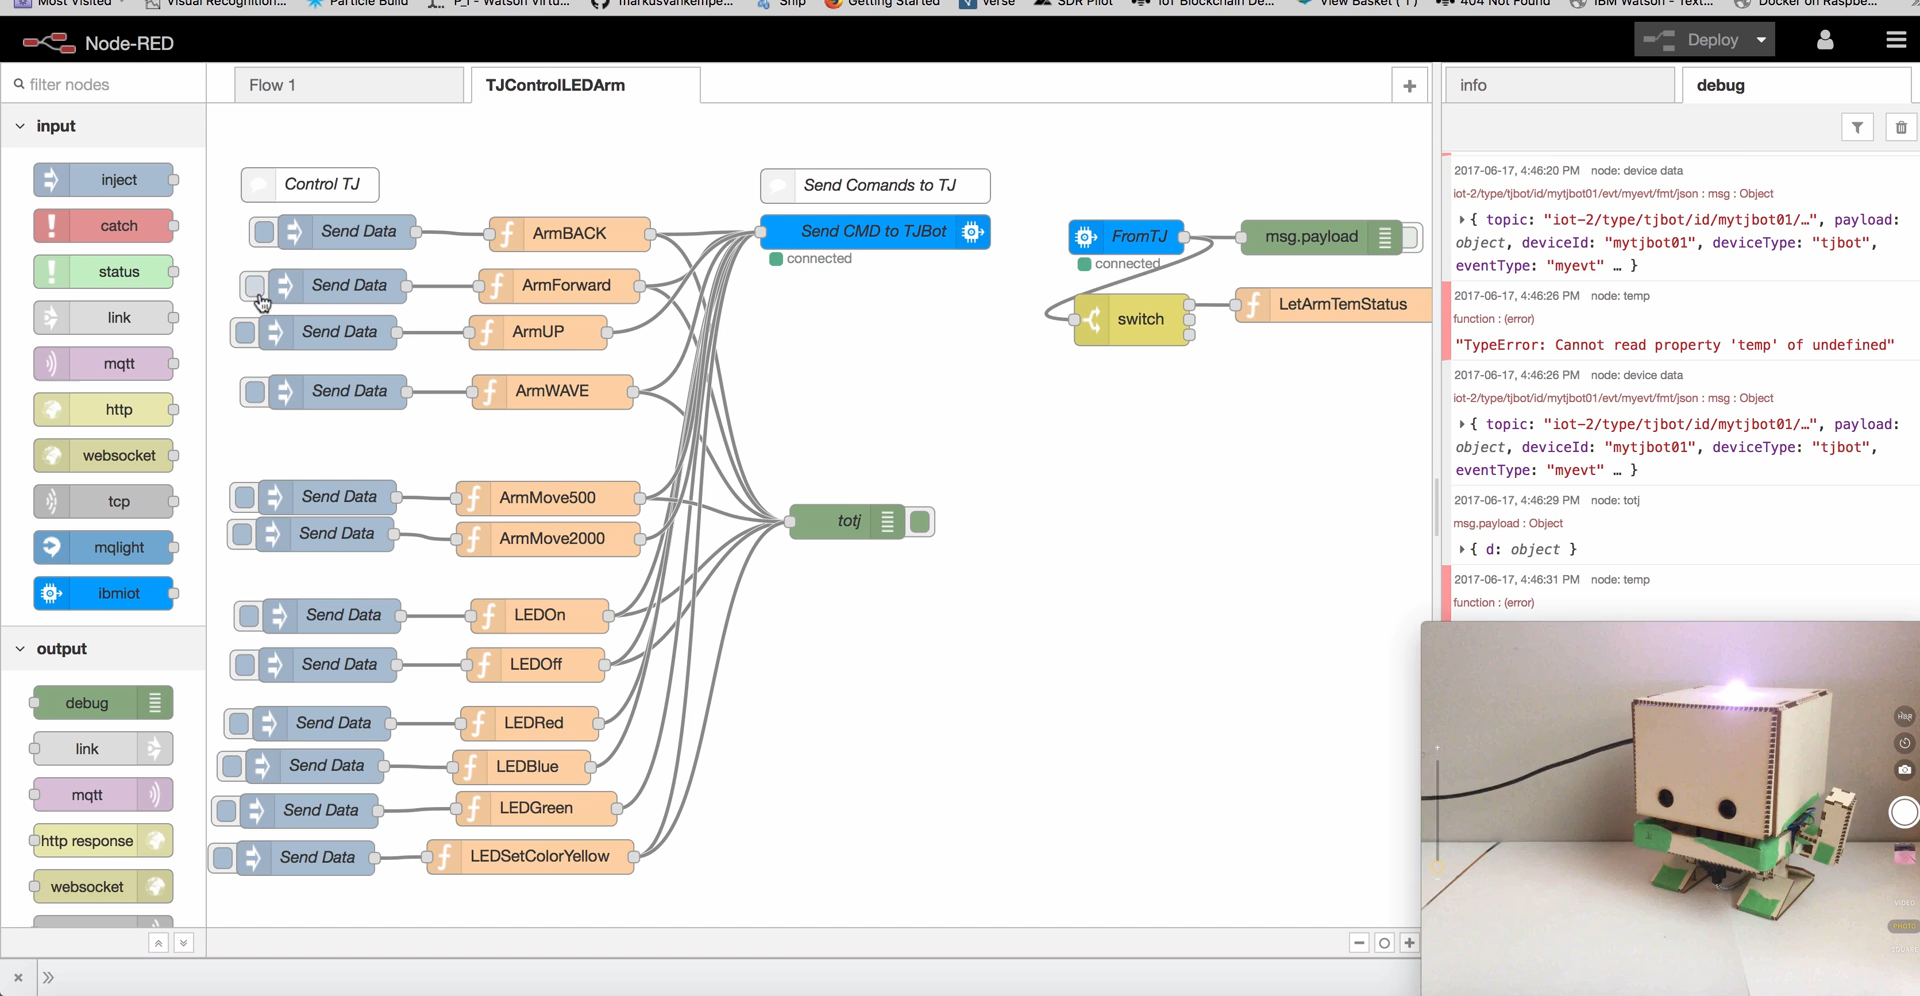 Most Visited
Visual Recognition...
Particle Build
P_I - Watson Virtu...
markusvankempe...
Snip
Getting Started
Verse
SDR Pilot
IoT Blockchain De...
View Basket ( 1 )
404 Not Found
IBM Watson - Text...
Docker on Raspbe...
Node-RED
Deploy
filter nodes
Flow 1
TJControlLEDArm
info
debug
input
inject
catch
status
link
mqtt
http
websocket
tcp
mqlight
ibmiot
output
debug
link
mqtt
http response
websocket
Control TJ
Send Data
ArmBACK
Send Data
ArmForward
Send Data
ArmUP
Send Data
ArmWAVE
Send Data
ArmMove500
Send Data
ArmMove2000
Send Data
LEDOn
Send Data
LEDOff
Send Data
LEDRed
Send Data
LEDBlue
Send Data
LEDGreen
Send Data
LEDSetColorYellow
Send Comands to TJ
Send CMD to TJBot
connected
totj
FromTJ
connected
msg.payload
switch
LetArmTemStatus
2017-06-17, 4:46:20 PM node: device data
iot-2/type/tjbot/id/mytjbot01/evt/myevt/fmt/json : msg : Object
{ topic: "iot-2/type/tjbot/id/mytjbot01/…", payload:
object, deviceId: "mytjbot01", deviceType: "tjbot",
eventType: "myevt" … }
2017-06-17, 4:46:26 PM node: temp
function : (error)
"TypeError: Cannot read property 'temp' of undefined"
2017-06-17, 4:46:26 PM node: device data
iot-2/type/tjbot/id/mytjbot01/evt/myevt/fmt/json : msg : Object
{ topic: "iot-2/type/tjbot/id/mytjbot01/…", payload:
object, deviceId: "mytjbot01", deviceType: "tjbot",
eventType: "myevt" … }
2017-06-17, 4:46:29 PM node: totj
msg.payload : Object
{ d: object }
2017-06-17, 4:46:31 PM node: temp
function : (error)
HDR
VIDEO
PHOTO
SQUARE